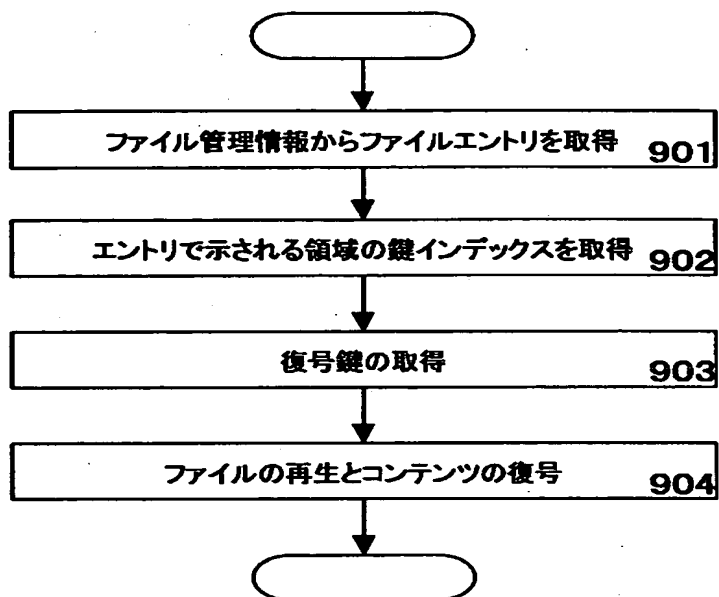 ファイル管理情報からファイルエントリを取得 901
エントリで示される領域の鍵インデックスを取得 902
復号鍵の取得 903
ファイルの再生とコンテンツの復号 904